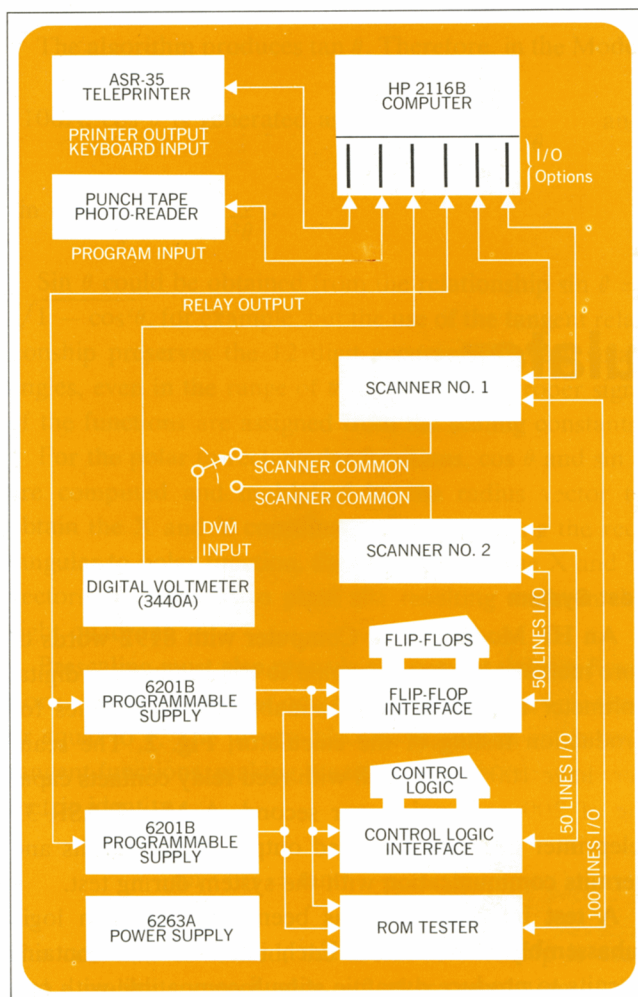 ASR-35
TELEPRINTER
PRINTER OUTPUT
KEYBOARD INPUT
HP 2116B
COMPUTER
I/O
Options
PUNCH TAPE
PHOTO-READER
PROGRAM INPUT
RELAY OUTPUT
SCANNER NO. 1
SCANNER COMMON
SCANNER COMMON
DVM
INPUT
SCANNER NO. 2
DIGITAL VOLTMETER
(3440A)
FLIP-FLOPS
50 LINES I/O
6201B
PROGRAMMABLE
SUPPLY
FLIP-FLOP
INTERFACE
CONTROL
LOGIC
50 LINES I/O
100 LINES I/O
6201B
PROGRAMMABLE
SUPPLY
CONTROL LOGIC
INTERFACE
6263A
POWER SUPPLY
ROM TESTER